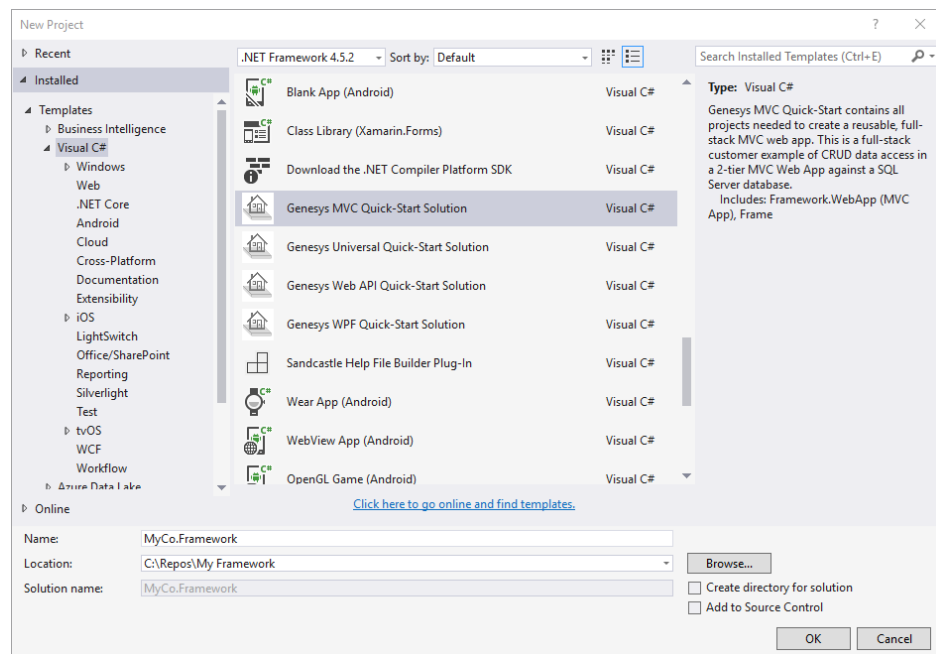 New Project
? ×
Recent
.NET Framework 4.5.2 Sort by: Default
Search Installed Templates (Ctrl+E)
Installed
Templates
Business Intelligence
Visual C#
Windows
Web
.NET Core
Android
Cloud
Cross-Platform
Documentation
Extensibility
iOS
LightSwitch
Office/SharePoint
Reporting
Silverlight
Test
tvOS
WCF
Workflow
Azure Data Lake
Online
Blank App (Android) Visual C#
Class Library (Xamarin.Forms) Visual C#
Download the .NET Compiler Platform SDK Visual C#
Genesys MVC Quick-Start Solution Visual C#
Genesys Universal Quick-Start Solution Visual C#
Genesys Web API Quick-Start Solution Visual C#
Genesys WPF Quick-Start Solution Visual C#
Sandcastle Help File Builder Plug-In Visual C#
Wear App (Android) Visual C#
WebView App (Android) Visual C#
OpenGL Game (Android) Visual C#
Click here to go online and find templates.
Type: Visual C#
Genesys MVC Quick-Start contains all
projects needed to create a reusable, full-
stack MVC web app. This is a full-stack
customer example of CRUD data access in
a 2-tier MVC Web App against a SQL
Server database.
Includes: Framework.WebApp (MVC
App), Frame
Name: MyCo.Framework
Location: C:\Repos\My Framework
Browse...
Solution name: MyCo.Framework
Create directory for solution
Add to Source Control
OK Cancel